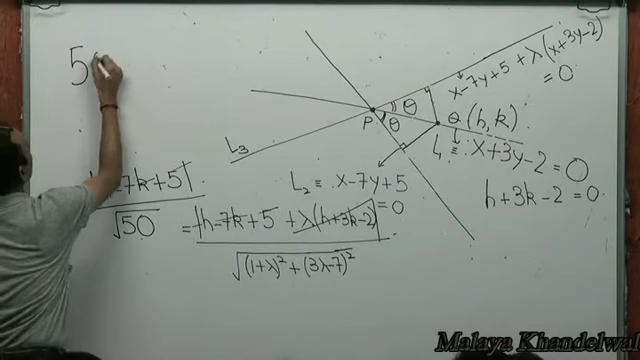 5
x-7y+5 + λ(x+3y-2)
= 0
θ
P
θ
Q (h, k)
L₃
L₁ ≡ x+3y-2 = 0
L₂ ≡ x-7y+5
= 0
h+3k-2 = 0
-7k+5|
√50
= |h-7k+5 + λ(h+3k-2)|
√(1+λ)² + (3λ-7)²
Malaya Khandelwal